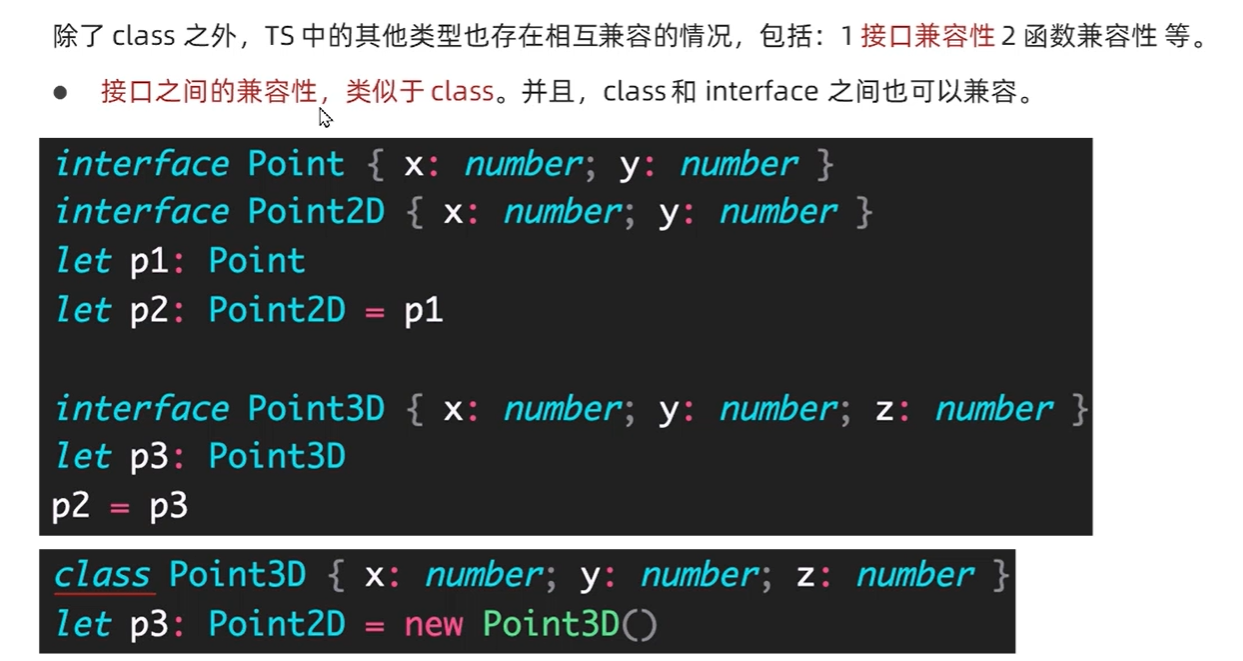 除了 class 之外，TS 中的其他类型也存在相互兼容的情况，包括：1 接口兼容性 2 函数兼容性 等。
● 接口之间的兼容性，类似于 class。并且，class 和 interface 之间也可以兼容。
interface Point { x: number; y: number }
interface Point2D { x: number; y: number }
let p1: Point
let p2: Point2D = p1
interface Point3D { x: number; y: number; z: number }
let p3: Point3D
p2 = p3
class Point3D { x: number; y: number; z: number }
let p3: Point2D = new Point3D()